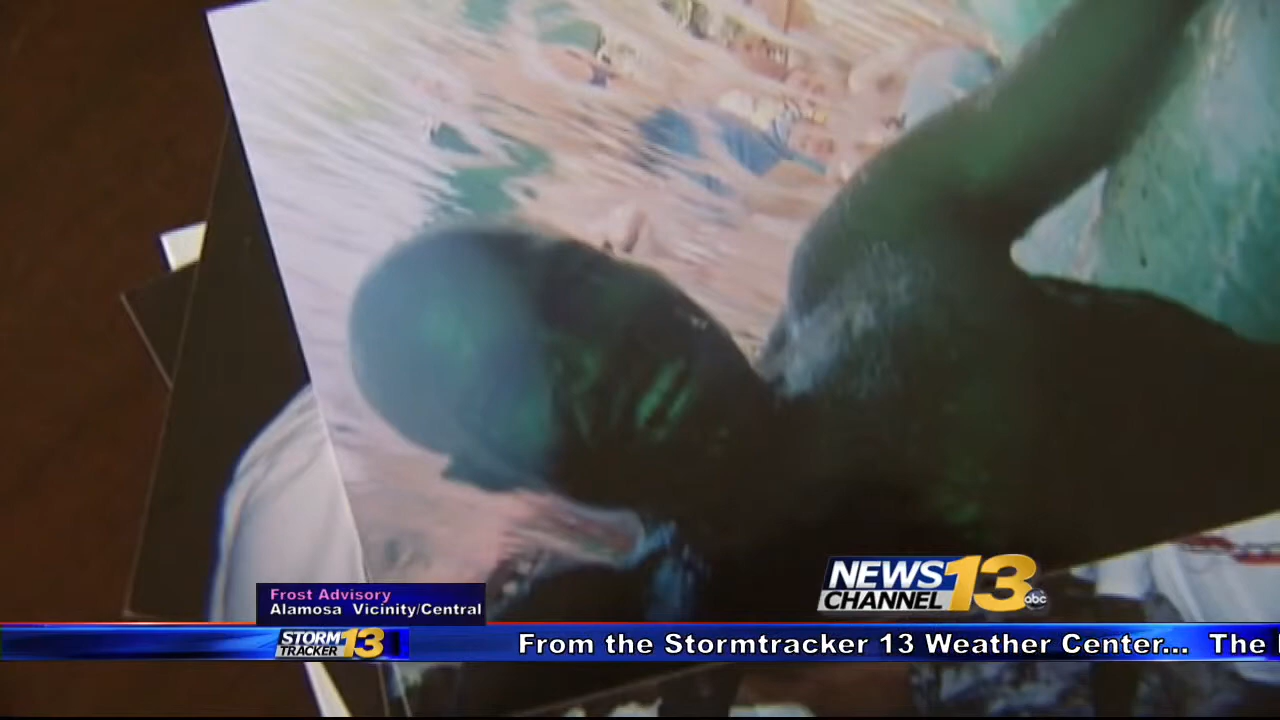 NEWS 13
CHANNEL abc
Frost Advisory
Alamosa Vicinity/Central
STORM TRACKER 13
From the Stormtracker 13 Weather Center... The